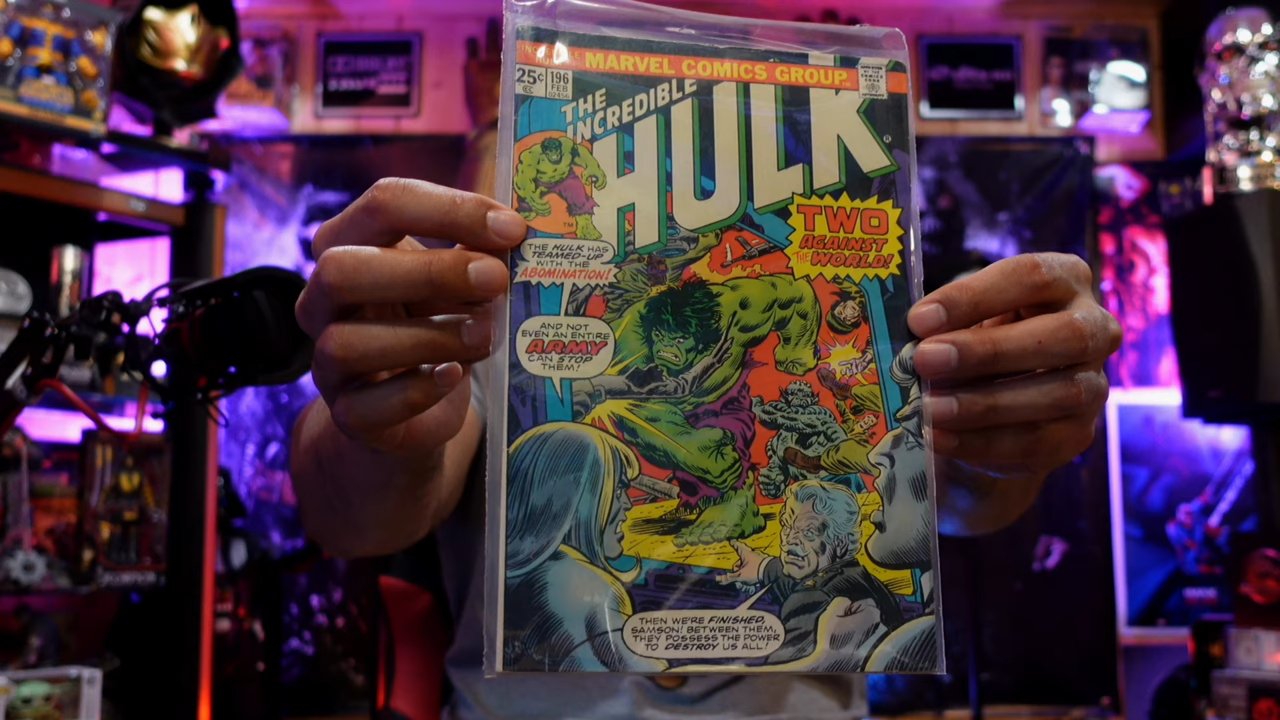 MARVEL COMICS GROUP
25¢
196
FEB
02456
THE
INCREDIBLE
HULK
TWO
AGAINST
THE WORLD!
THE HULK HAS
TEAMED-UP
WITH THE
ABOMINATION!
AND NOT
EVEN AN ENTIRE
ARMY
CAN STOP
THEM!
THEN WE'RE FINISHED,
SAMSON! BETWEEN THEM,
THEY POSSESS THE POWER
TO DESTROY US ALL!